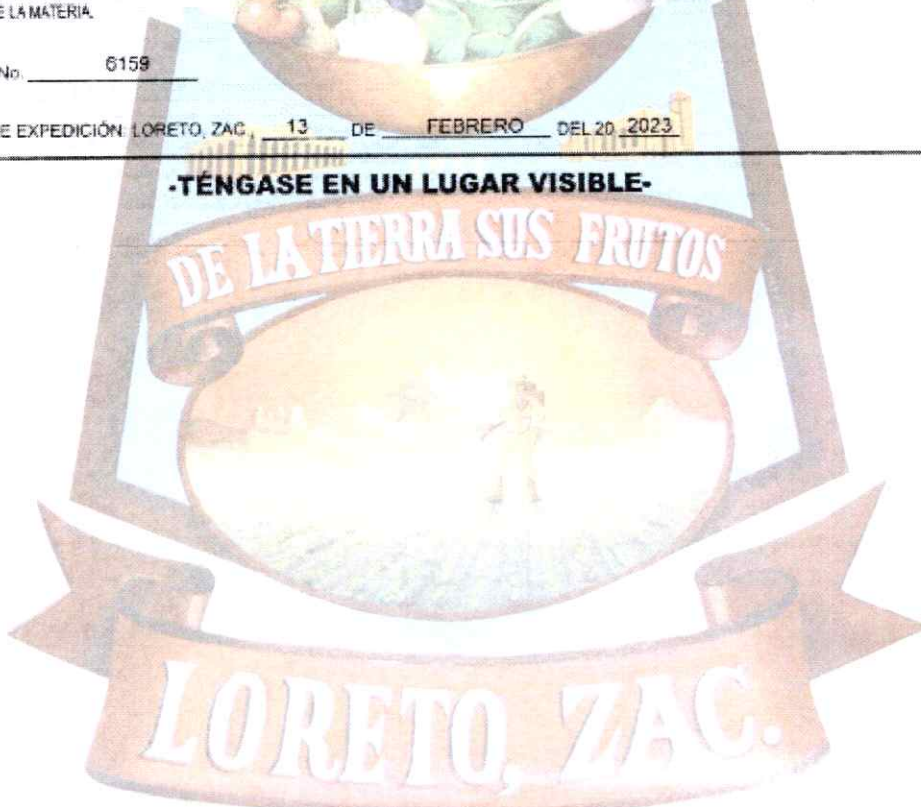 E LA MATERIA.
No. 6159
E EXPEDICIÓN: LORETO, ZAC., 13 DE FEBRERO DEL 20 2023
-TÉNGASE EN UN LUGAR VISIBLE-
DE LA TIERRA SUS FRUTOS
LORETO, ZAC.